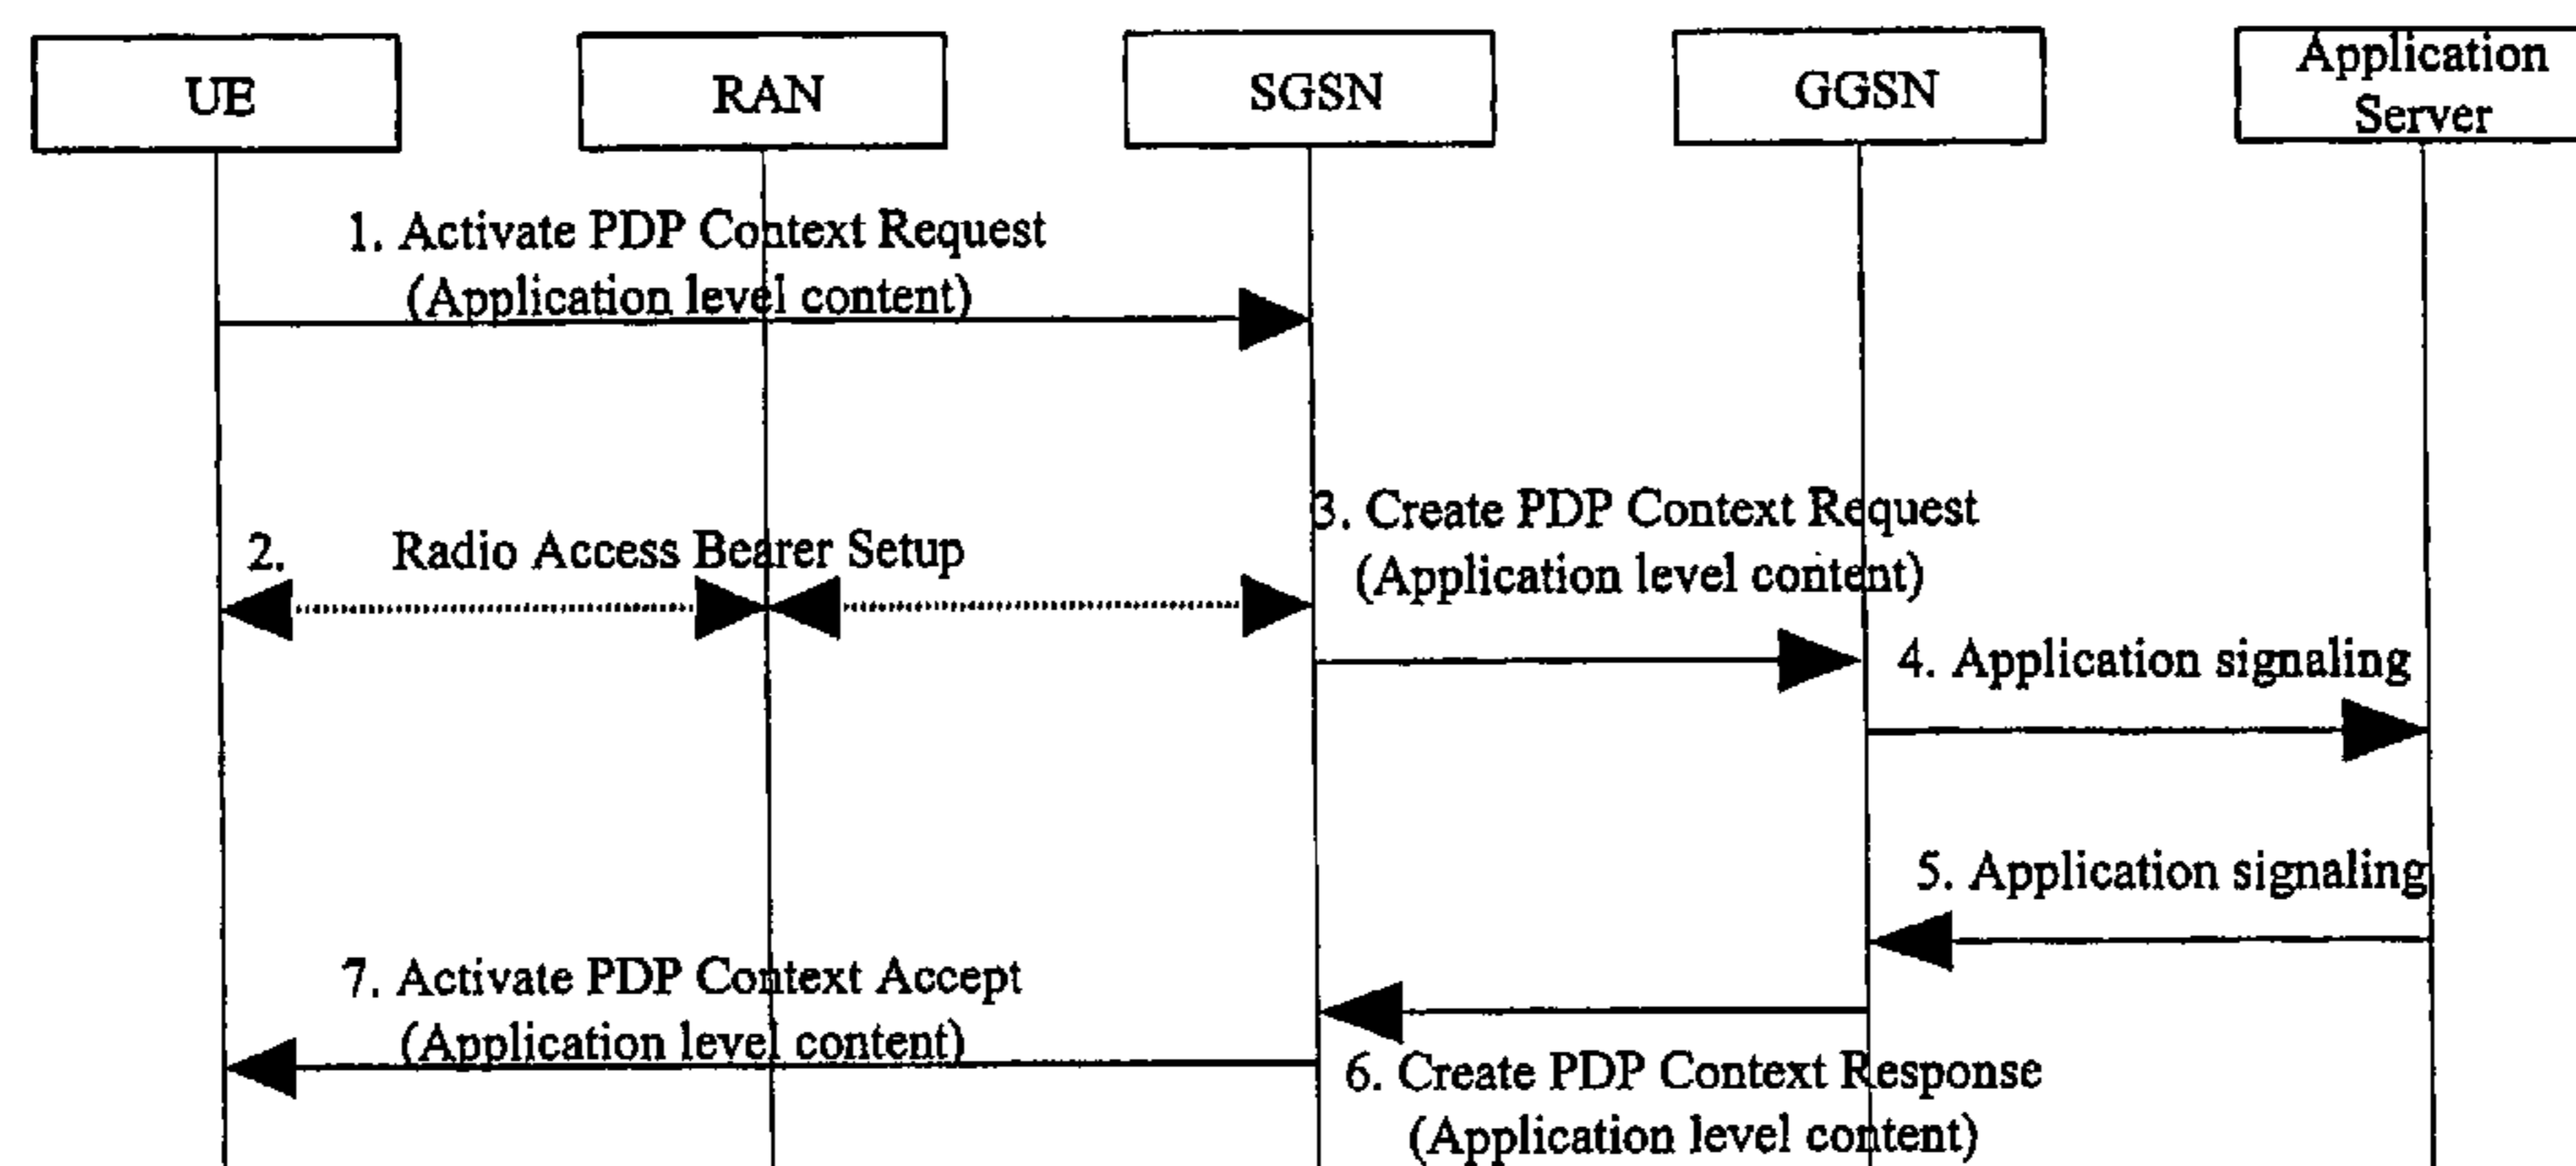 UE
RAN
SGSN
GGSN
Application
Server
1. Activate PDP Context Request
(Application level content)
2. Radio Access Bearer Setup
3. Create PDP Context Request
(Application level content)
4. Application signaling
5. Application signaling
6. Create PDP Context Response
(Application level content)
7. Activate PDP Context Accept
(Application level content)